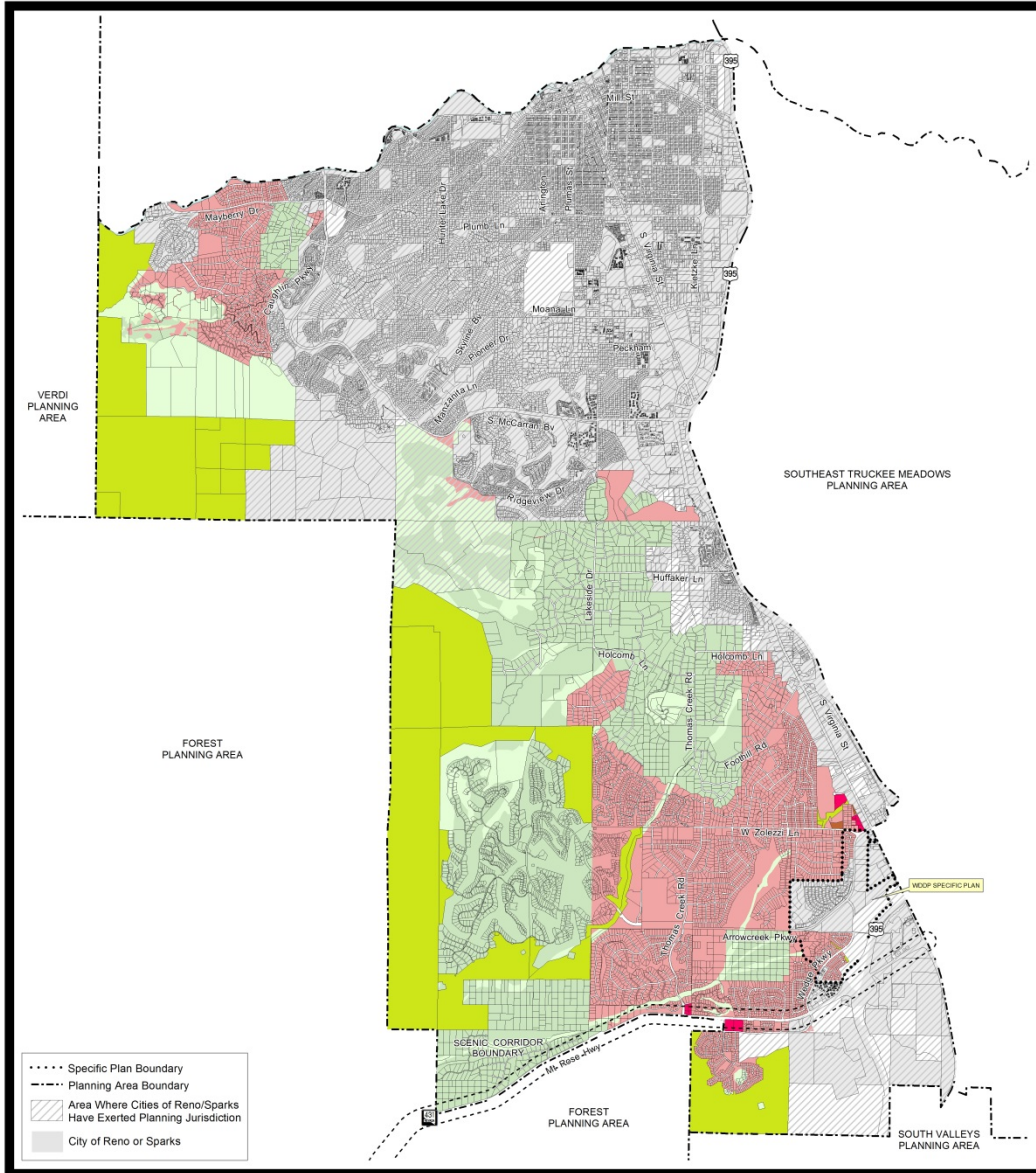 395
Mill St
Hunter Lake Dr
Arlington
Plumas St
Mayberry Dr
Plumb Ln
S Virginia St
Kietzke Ln
395
Caughlin Pkwy
Moana Ln
Skyline Bv
Pioneer Dr
Peckham
Manzanita Ln
VERDI
PLANNING
AREA
S McCarran Bv
SOUTHEAST TRUCKEE MEADOWS
PLANNING AREA
Ridgeview Dr
Lakeside Dr
Huffaker Ln
Holcomb Ln
Holcomb Ln
Thomas Creek Rd
S Virginia St
FOREST
PLANNING AREA
Foothill Rd
W Zolezzi Ln
WDDP SPECIFIC PLAN
Thomas Creek Rd
395
Arrowcreek Pkwy
Wedge Pkwy
SCENIC CORRIDOR
BOUNDARY
Mt. Rose Hwy
431
FOREST
PLANNING AREA
SOUTH VALLEYS
PLANNING AREA
Specific Plan Boundary
Planning Area Boundary
Area Where Cities of Reno/Sparks
Have Exerted Planning Jurisdiction
City of Reno or Sparks